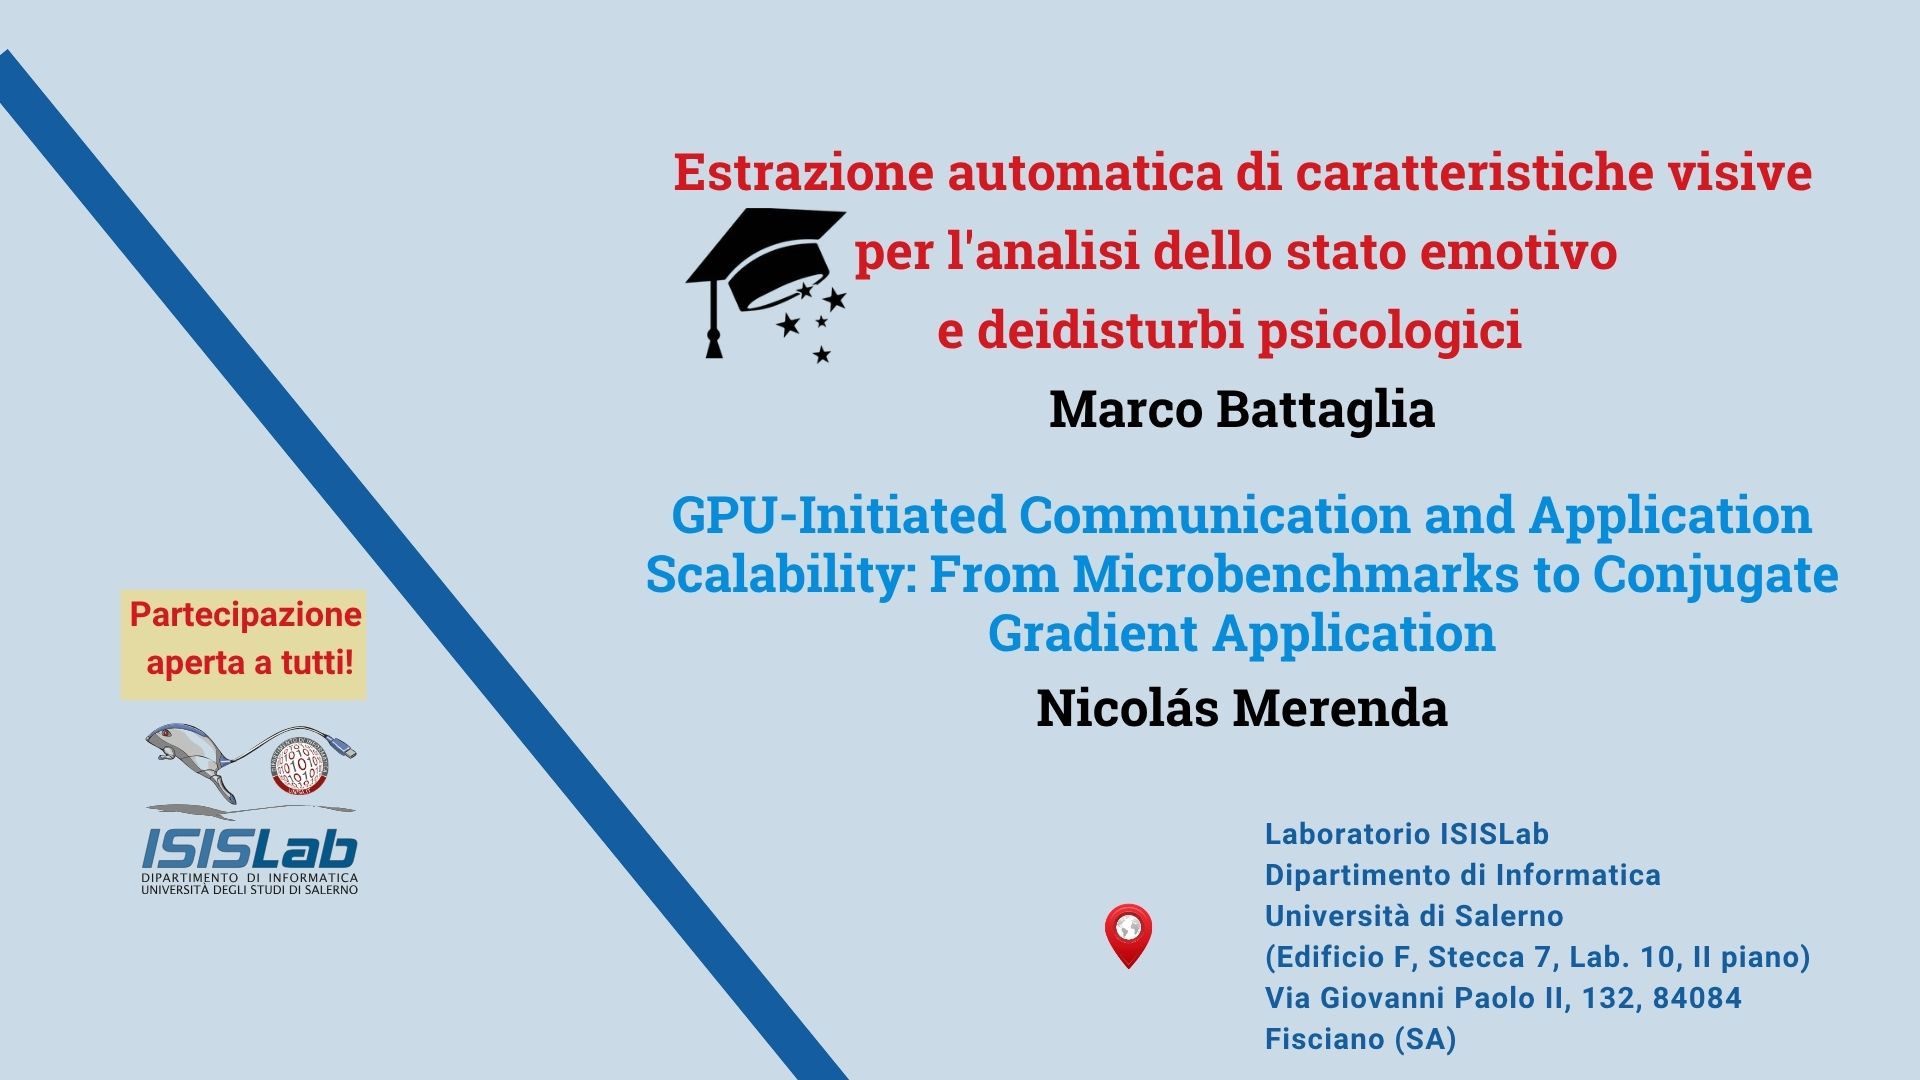 Estrazione automatica di caratteristiche visive
per l'analisi dello stato emotivo
e deidisturbi psicologici
Marco Battaglia
GPU-Initiated Communication and Application
Scalability: From Microbenchmarks to Conjugate
Gradient Application
Nicolás Merenda
Partecipazione
aperta a tutti!
ISISLab
DIPARTIMENTO DI INFORMATICA
UNIVERSITÀ DEGLI STUDI DI SALERNO
Laboratorio ISISLab
Dipartimento di Informatica
Università di Salerno
(Edificio F, Stecca 7, Lab. 10, II piano)
Via Giovanni Paolo II, 132, 84084
Fisciano (SA)